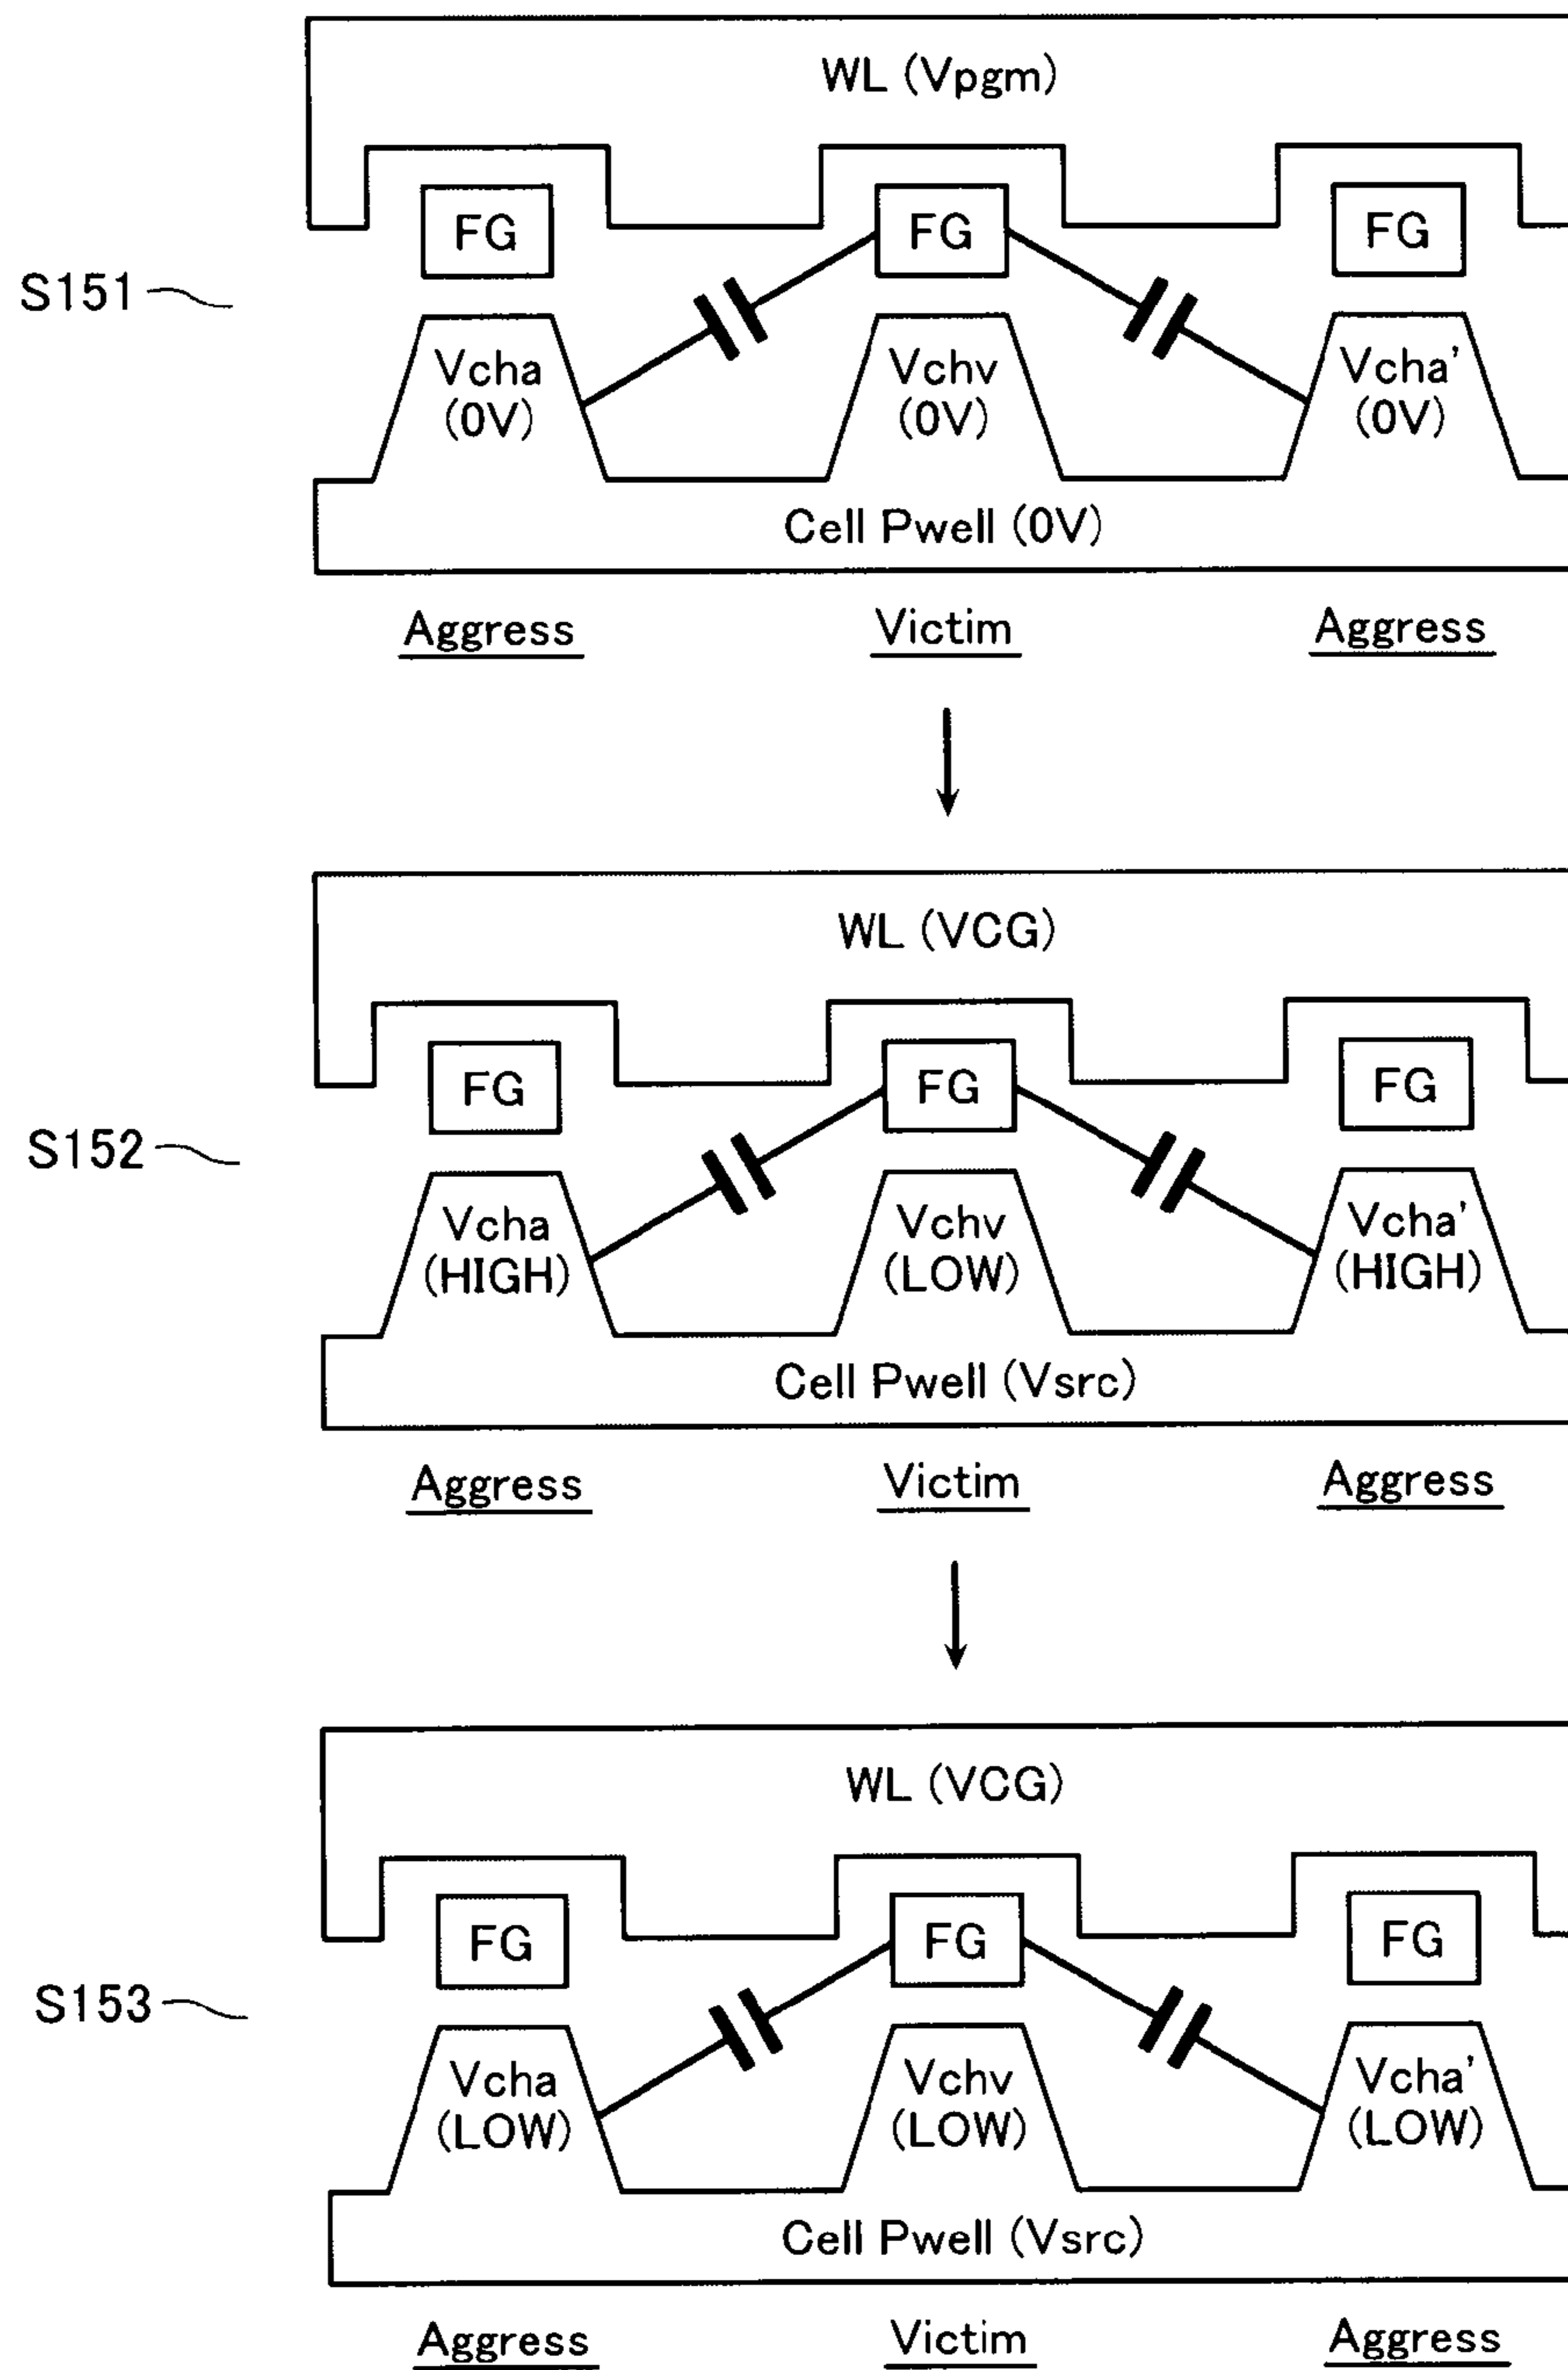 WL (Vpgm)
FG FG FG
S151
Vcha Vchv Vcha'
(0V) (0V) (0V)
Cell Pwell (0V)
Aggress Victim Aggress
WL (VCG)
FG FG FG
S152
Vcha Vchv Vcha'
(HIGH) (LOW) (HIGH)
Cell Pwell (Vsrc)
Aggress Victim Aggress
WL (VCG)
FG FG FG
S153
Vcha Vchv Vcha'
(LOW) (LOW) (LOW)
Cell Pwell (Vsrc)
Aggress Victim Aggress